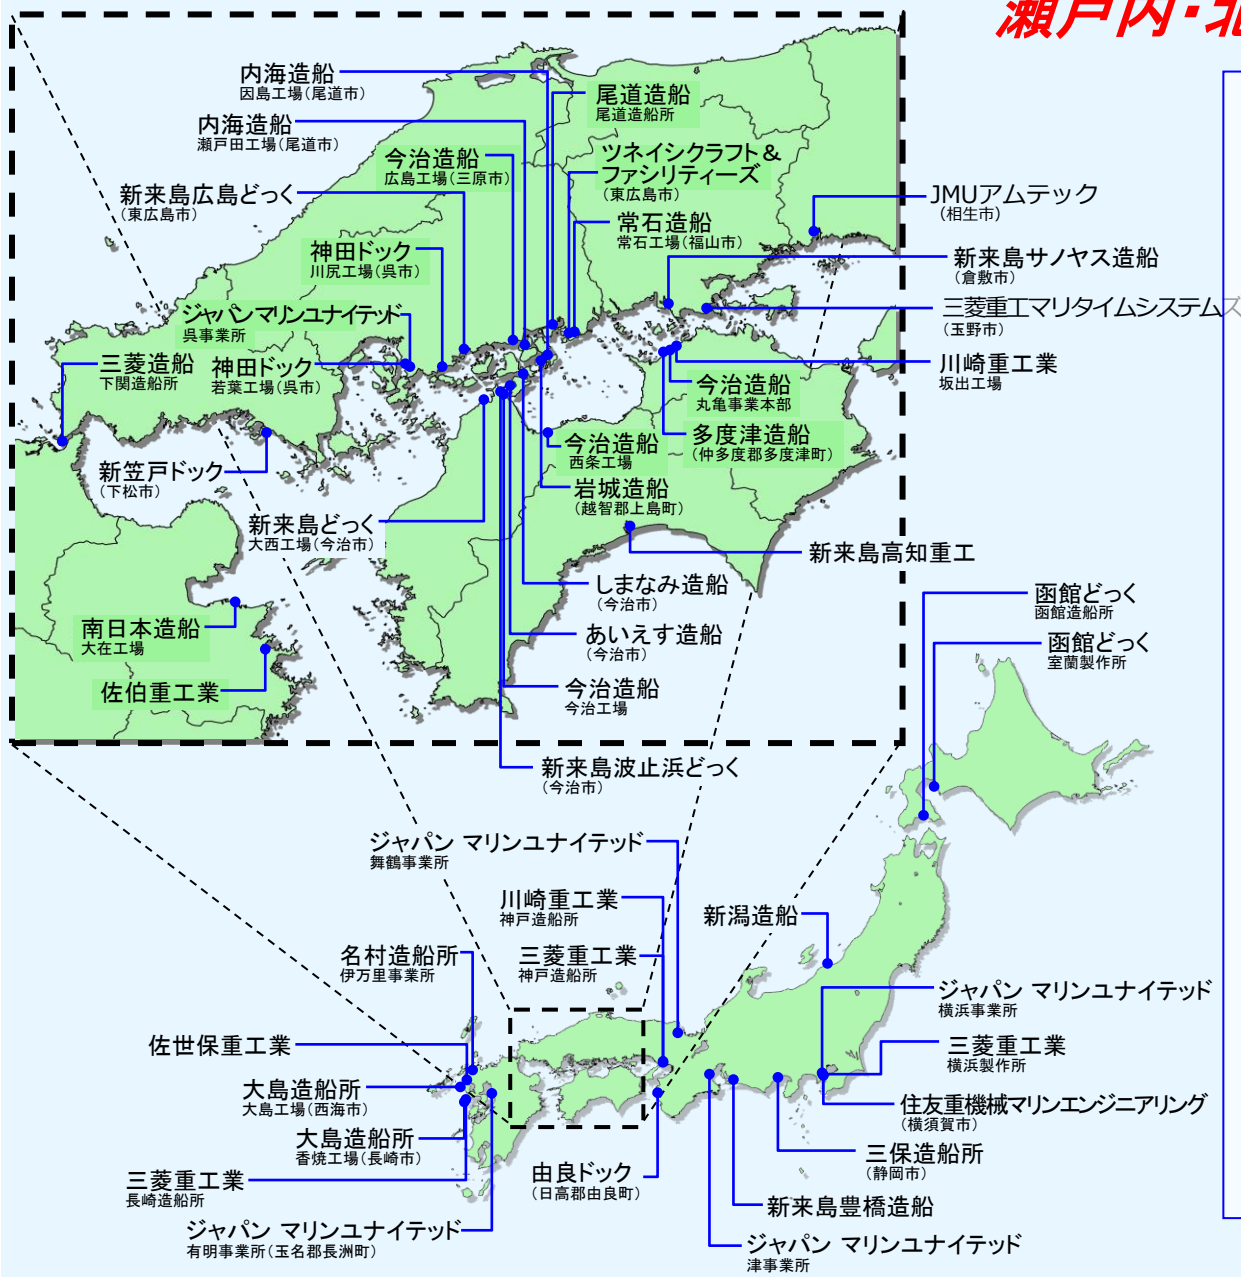 瀬戸内・北
内海造船
因島工場(尾道市)
尾道造船
尾道造船所
内海造船
瀬戸田工場(尾道市)
今治造船
広島工場(三原市)
ツネイシクラフト＆
ファシリティーズ
(東広島市)
新来島広島どっく
(東広島市)
JMUアムテック
(相生市)
常石造船
常石工場(福山市)
神田ドック
川尻工場(呉市)
新来島サノヤス造船
(倉敷市)
ジャパンマリンユナイテッド
呉事業所
三菱重工マリタイムシステムズ
(玉野市)
三菱造船
下関造船所
神田ドック
若葉工場(呉市)
川崎重工業
坂出工場
今治造船
丸亀事業本部
今治造船
西条工場
多度津造船
(仲多度郡多度津町)
新笠戸ドック
(下松市)
岩城造船
(越智郡上島町)
新来島どっく
大西工場(今治市)
新来島高知重工
しまなみ造船
(今治市)
函館どっく
函館造船所
南日本造船
大在工場
あいえす造船
(今治市)
函館どっく
室蘭製作所
佐伯重工業
今治造船
今治工場
新来島波止浜どっく
(今治市)
ジャパン マリンユナイテッド
舞鶴事業所
川崎重工業
神戸造船所
新潟造船
名村造船所
伊万里事業所
三菱重工業
神戸造船所
ジャパン マリンユナイテッド
横浜事業所
佐世保重工業
三菱重工業
横浜製作所
大島造船所
大島工場(西海市)
住友重機械マリンエンジニアリング
(横須賀市)
大島造船所
香焼工場(長崎市)
三保造船所
(静岡市)
三菱重工業
長崎造船所
由良ドック
(日高郡由良町)
新来島豊橋造船
ジャパン マリンユナイテッド
有明事業所(玉名郡長洲町)
ジャパン マリンユナイテッド
津事業所